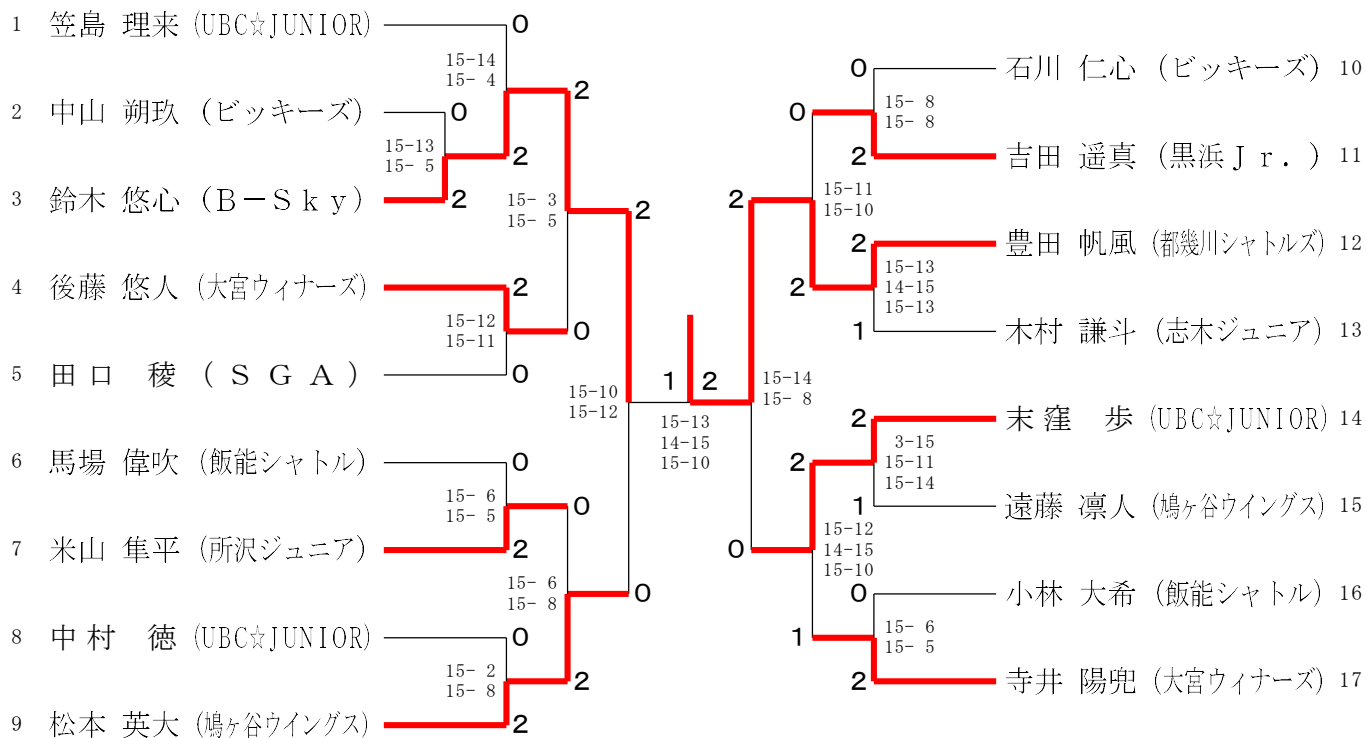 1 笠島 理来 (UBC☆JUNIOR) 0
15-14
15- 4
2
2 中山 朔玖 (ビッキーズ) 0
15-13
15- 5
2
3 鈴木 悠心 (B－Sky) 2
15- 3
15- 5
2
4 後藤 悠人 (大宮ウィナーズ) 2
15-12
15-11
0
5 田口 稜 (SGA) 0
15-10
15-12
6 馬場 偉吹 (飯能シャトル) 0
15- 6
15- 5
0
7 米山 隼平 (所沢ジュニア) 2
15- 6
15- 8
0
8 中村 徳 (UBC☆JUNIOR) 0
15- 2
15- 8
2
9 松本 英大 (鳩ヶ谷ウイングス) 2
1 2
15-13
14-15
15-10
0 石川 仁心 (ビッキーズ) 10
15- 8
15- 8
0
2 吉田 遥真 (黒浜Jr.) 11
15-11
15-10
2
2 豊田 帆風 (都幾川シャトルズ) 12
15-13
14-15
15-13
2
1 木村 謙斗 (志木ジュニア) 13
15-14
15- 8
2 末窪 歩 (UBC☆JUNIOR) 14
3-15
15-11
15-14
2
1 遠藤 凛人 (鳩ヶ谷ウイングス) 15
15-12
14-15
15-10
0
0 小林 大希 (飯能シャトル) 16
15- 6
15- 5
1
2 寺井 陽兜 (大宮ウィナーズ) 17